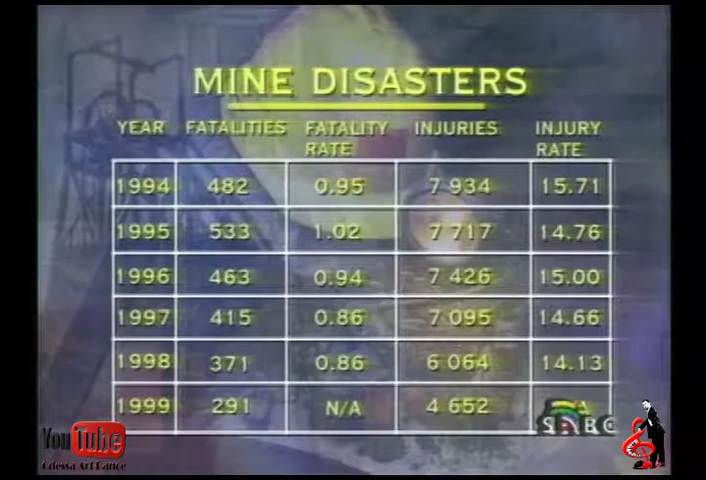 MINE DISASTERS
YEAR FATALITIES FATALITY RATE INJURIES INJURY RATE
1994 482 0.95 7 934 15.71
1995 533 1.02 7 717 14.76
1996 463 0.94 7 426 15.00
1997 415 0.86 7 095 14.66
1998 371 0.86 6 064 14.13
1999 291 N/A 4 652
SABC
YouTube
Odessa Art Dance